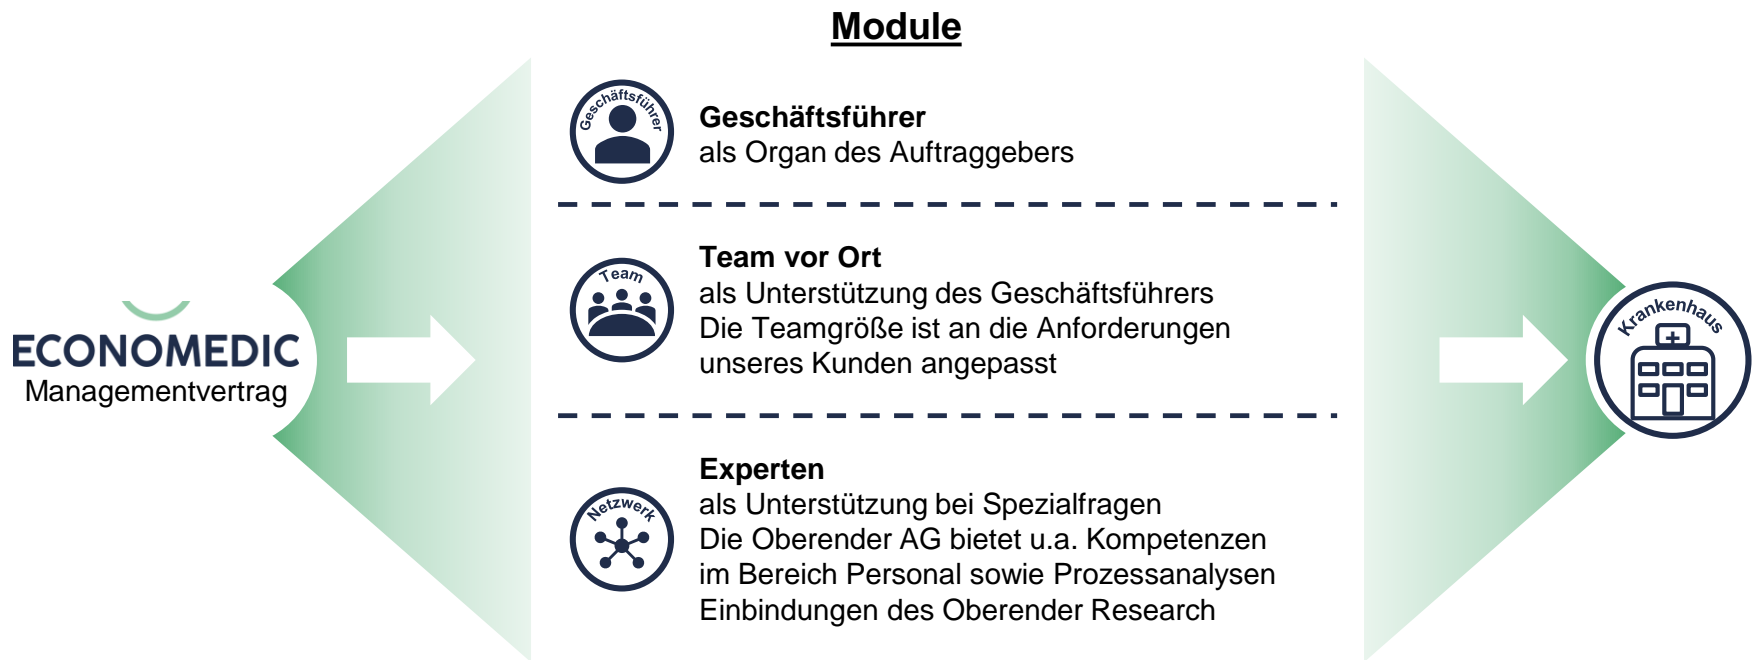 Module
Geschäftsführer
Geschäftsführer
als Organ des Auftraggebers
Team
Team vor Ort
als Unterstützung des Geschäftsführers
Die Teamgröße ist an die Anforderungen
unseres Kunden angepasst
ECONOMEDIC
Managementvertrag
Krankenhaus
Netzwerk
Experten
als Unterstützung bei Spezialfragen
Die Oberender AG bietet u.a. Kompetenzen
im Bereich Personal sowie Prozessanalysen
Einbindungen des Oberender Research